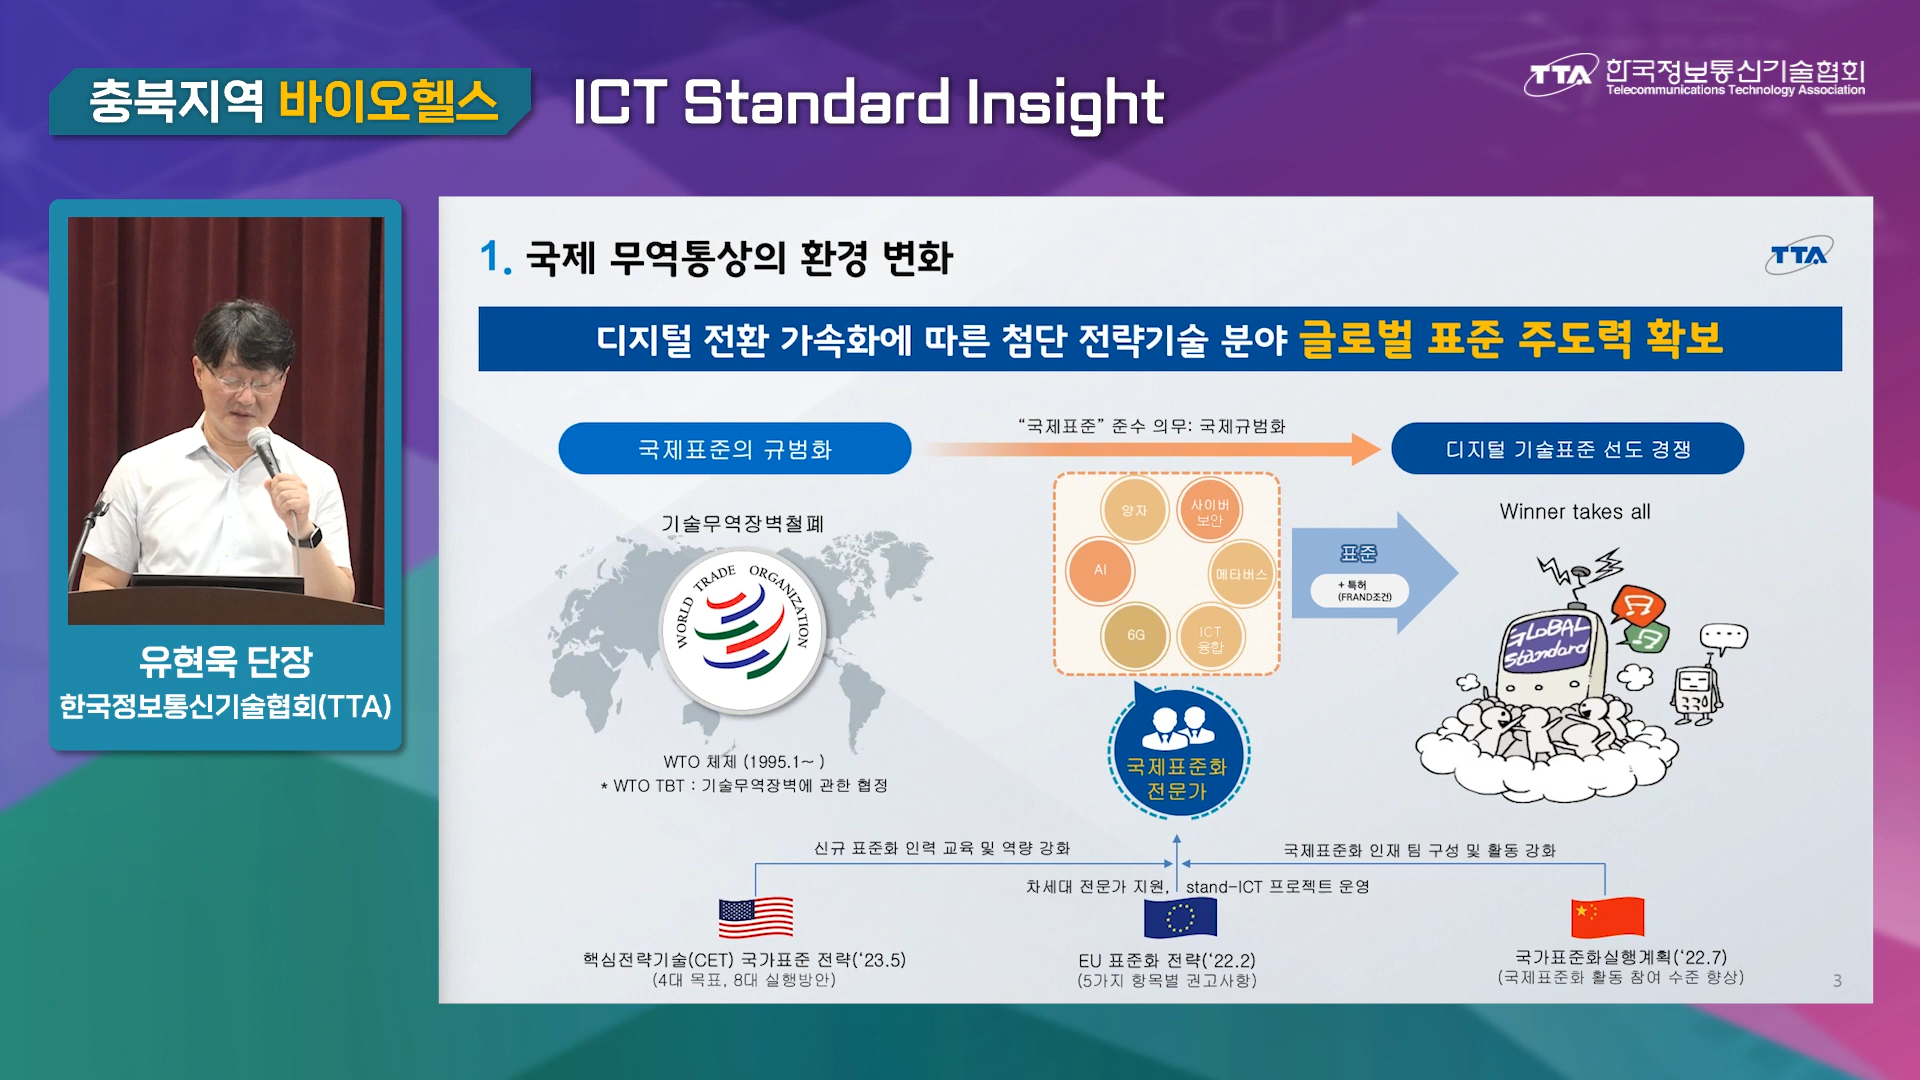 충북지역 바이오헬스
ICT Standard Insight
TTA 한국정보통신기술협회
Telecommunications Technology Association
유현욱 단장
한국정보통신기술협회(TTA)
1. 국제 무역통상의 환경 변화
TTA
디지털 전환 가속화에 따른 첨단 전략기술 분야 글로벌 표준 주도력 확보
국제표준의 규범화
“국제표준” 준수 의무: 국제규범화
디지털 기술표준 선도 경쟁
기술무역장벽철폐
WORLD TRADE ORGANIZATION
WTO 체제 (1995.1~ )
* WTO TBT : 기술무역장벽에 관한 협정
양자
사이버
보안
AI
메타버스
6G
ICT
융합
표준
+ 특허
(FRAND조건)
Winner takes all
GLOBAL
Standard
국제표준화
전문가
신규 표준화 인력 교육 및 역량 강화
국제표준화 인재 팀 구성 및 활동 강화
차세대 전문가 지원, stand-ICT 프로젝트 운영
핵심전략기술(CET) 국가표준 전략(‘23.5)
(4대 목표, 8대 실행방안)
EU 표준화 전략(‘22.2)
(5가지 항목별 권고사항)
국가표준화실행계획(‘22.7)
(국제표준화 활동 참여 수준 향상)
3